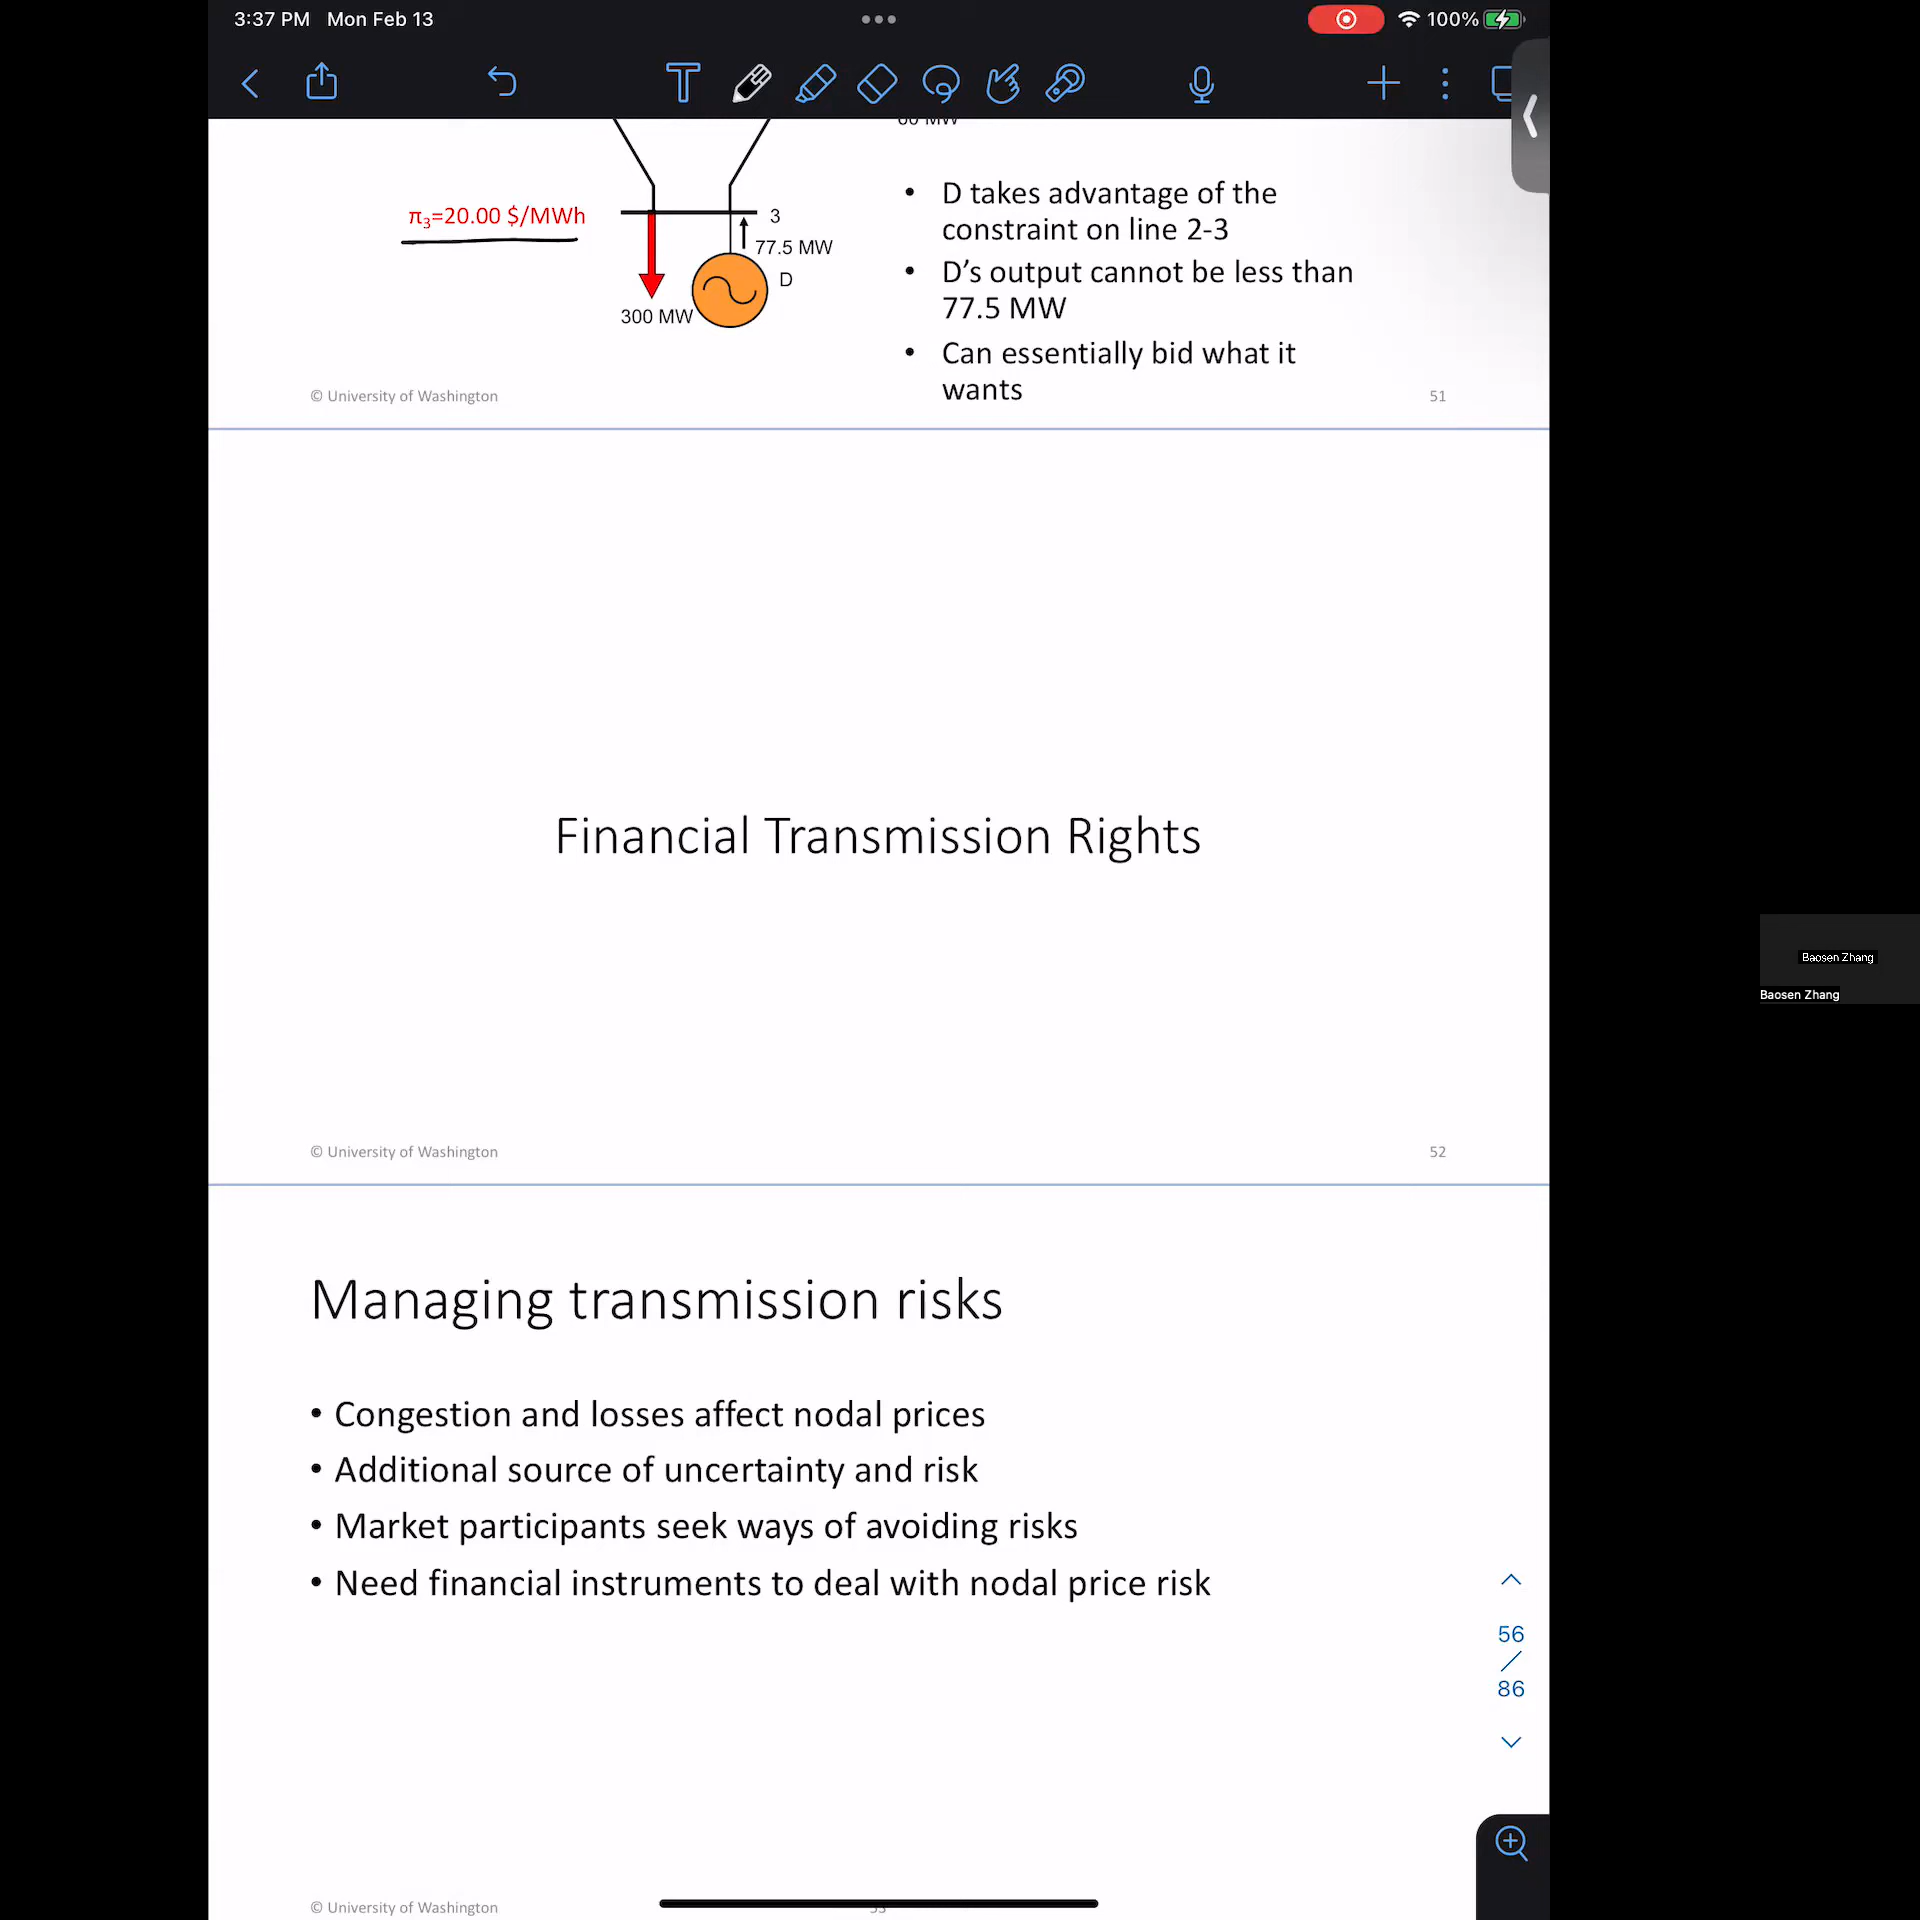 3:37 PM Mon Feb 13
100%
π3=20.00 $/MWh
3
77.5 MW
D
300 MW
• D takes advantage of the
constraint on line 2-3
• D’s output cannot be less than
77.5 MW
• Can essentially bid what it
wants
© University of Washington
51
Financial Transmission Rights
© University of Washington
52
Managing transmission risks
• Congestion and losses affect nodal prices
• Additional source of uncertainty and risk
• Market participants seek ways of avoiding risks
• Need financial instruments to deal with nodal price risk
56
/
86
© University of Washington
Baosen Zhang
Baosen Zhang